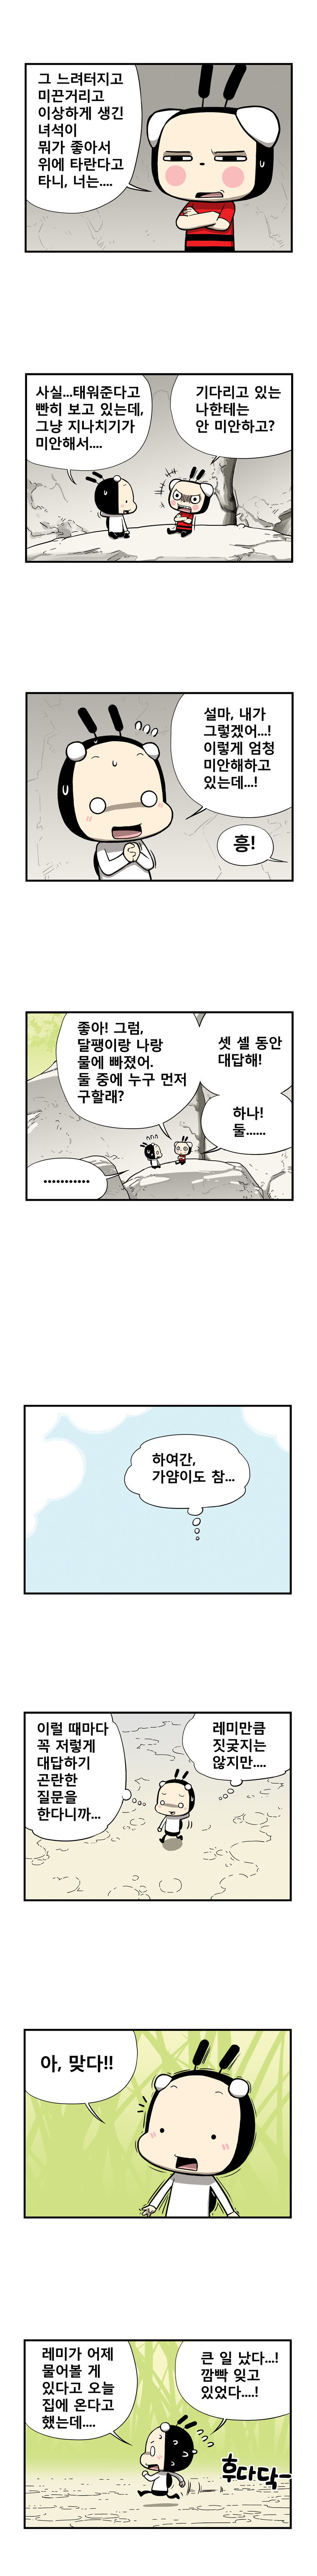 그 느려터지고
미끈거리고
이상하게 생긴
녀석이
뭐가 좋아서
위에 타란다고
타니, 너는....
사실...태워준다고
빤히 보고 있는데,
그냥 지나치기가
미안해서....
기다리고 있는
나한테는
안 미안하고?
설마, 내가
그렇겠어...!
이렇게 엄청
미안해하고
있는데...!
흥!
좋아! 그럼,
달팽이랑 나랑
물에 빠졌어.
둘 중에 누구 먼저
구할래?
셋 셀 동안
대답해!
하나!
둘......
...........
하여간,
가얌이도 참...
이럴 때마다
꼭 저렇게
대답하기
곤란한
질문을
한다니까...
레미만큼
짓궂지는
않지만....
아, 맞다!!
레미가 어제
물어볼 게
있다고 오늘
집에 온다고
했는데....
큰 일 났다...!
깜빡 잊고
있었다....!
후다닥-